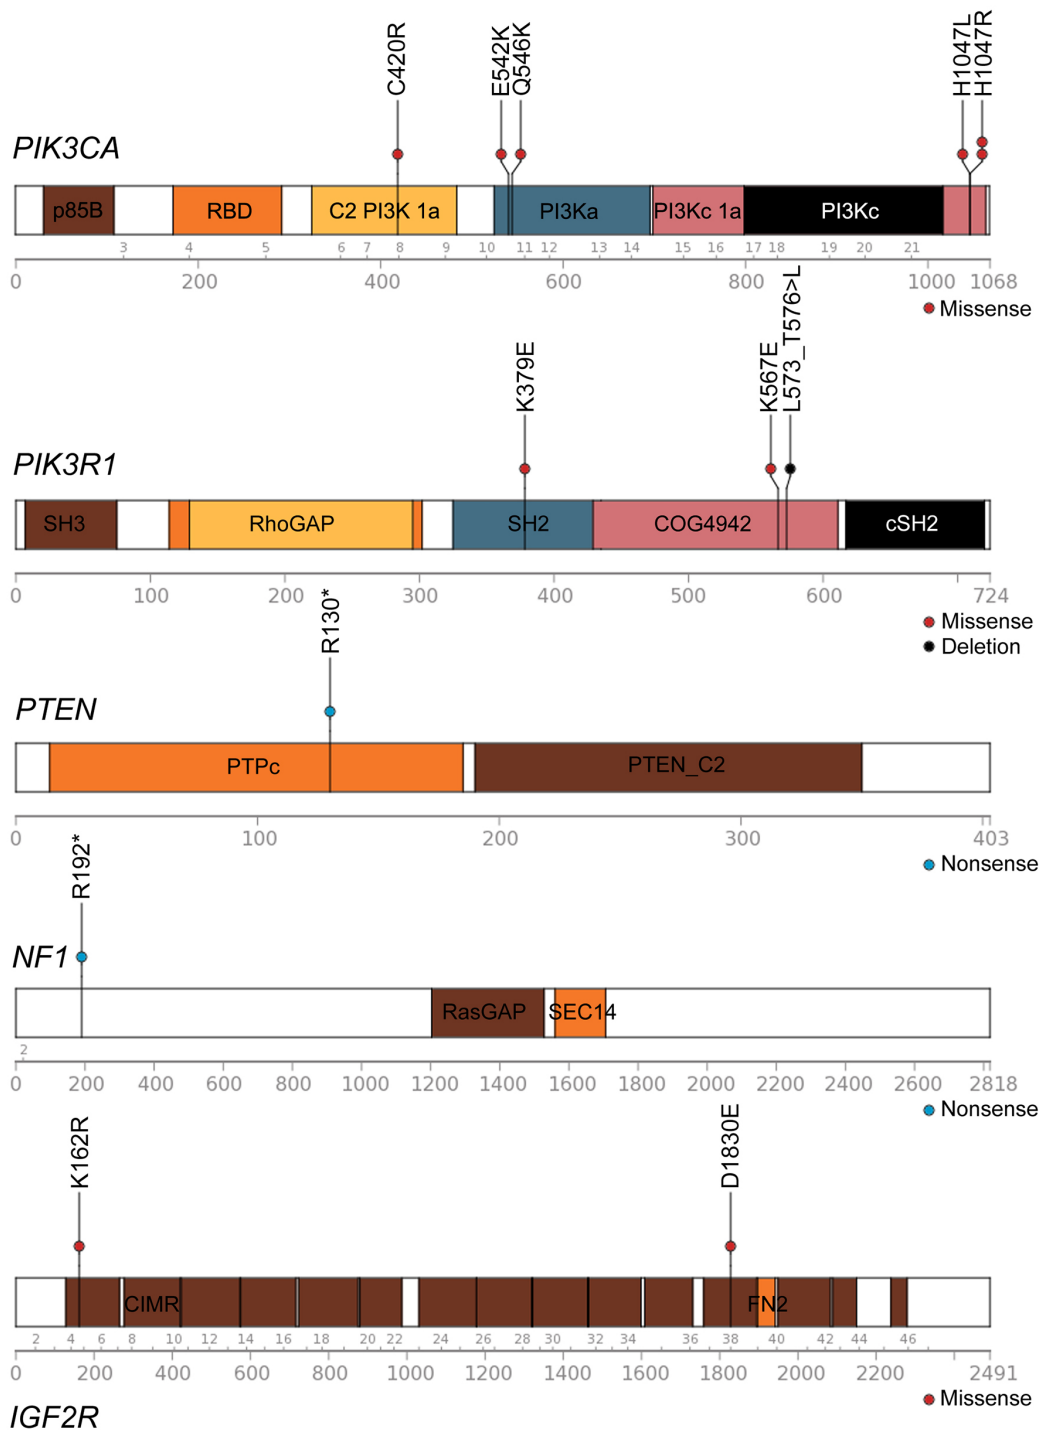 C420R E542K Q546K H1047L H1047R
PIK3CA
p85B RBD C2 PI3K 1a PI3Ka PI3Kc 1a PI3Kc
3 4 5 6 7 8 9 10 11 12 13 14 15 16 17 18 19 20 21
0 200 400 600 800 1000 1068
Missense
K379E K567E L573_T576>L
PIK3R1
SH3 RhoGAP SH2 COG4942 cSH2
0 100 200 300 400 500 600 724
Missense
Deletion
R130*
PTEN
PTPc PTEN_C2
0 100 200 300 403
Nonsense
R192*
NF1
RasGAP SEC14
2
0 200 400 600 800 1000 1200 1400 1600 1800 2000 2200 2400 2600 2818
Nonsense
K162R D1830E
CIMR FN2
2 4 6 8 10 12 14 16 18 20 22 24 26 28 30 32 34 36 38 40 42 44 46
0 200 400 600 800 1000 1200 1400 1600 1800 2000 2200 2491
Missense
IGF2R